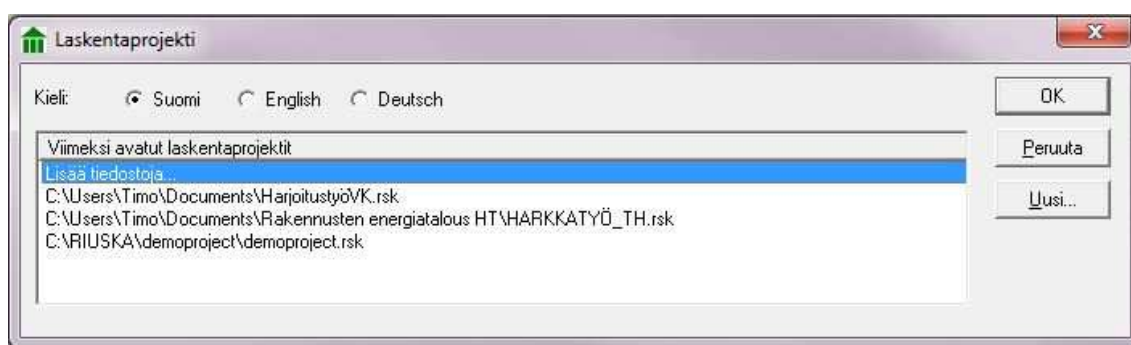 Laskentaprojekti
Kieli: Suomi English Deutsch
OK
Viimeksi avatut laskentaprojektit
Peruuta
Lisää tiedostoja...
C:\Users\Timo\Documents\HarjoitustyöVK.rsk
Uusi...
C:\Users\Timo\Documents\Rakennusten energiatalous HT\HARKKATYÖ_TH.rsk
C:\RIUSKA\demoproject\demoproject.rsk